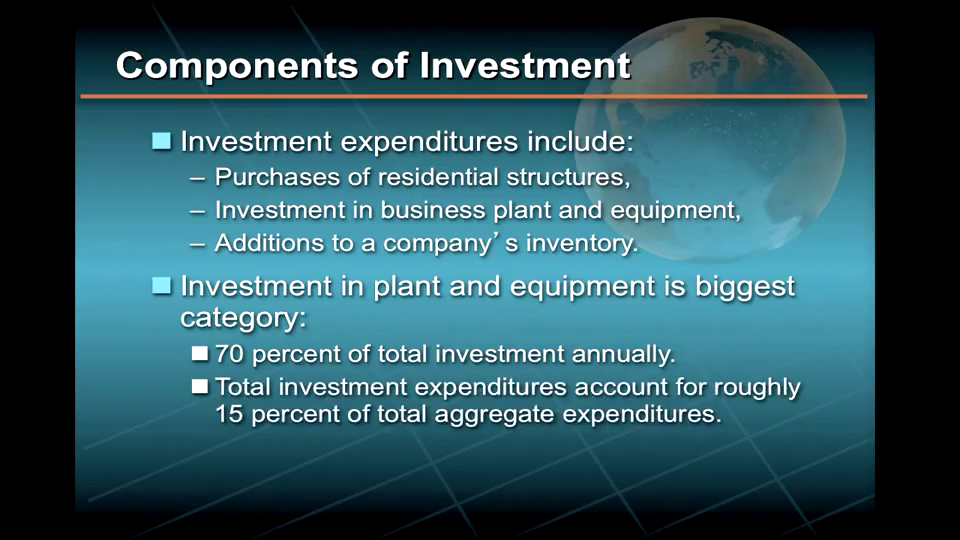 Components of Investment
Investment expenditures include:
– Purchases of residential structures,
– Investment in business plant and equipment,
– Additions to a company’s inventory.
Investment in plant and equipment is biggest
category:
70 percent of total investment annually.
Total investment expenditures account for roughly
15 percent of total aggregate expenditures.